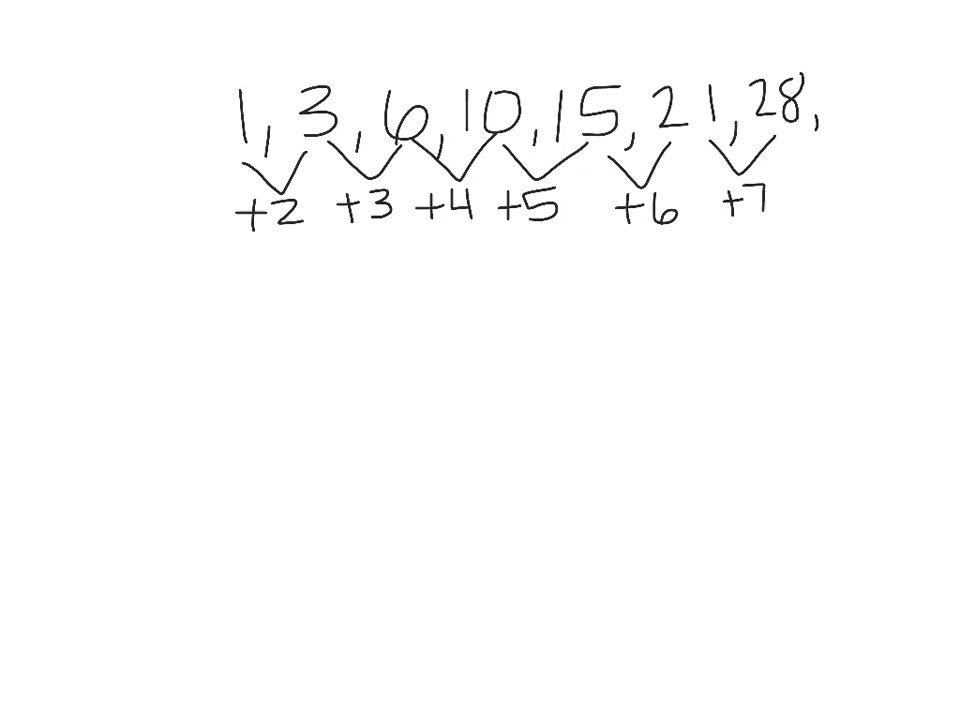 1, 3, 6, 10, 15, 21, 28,
+2 +3 +4 +5 +6 +7